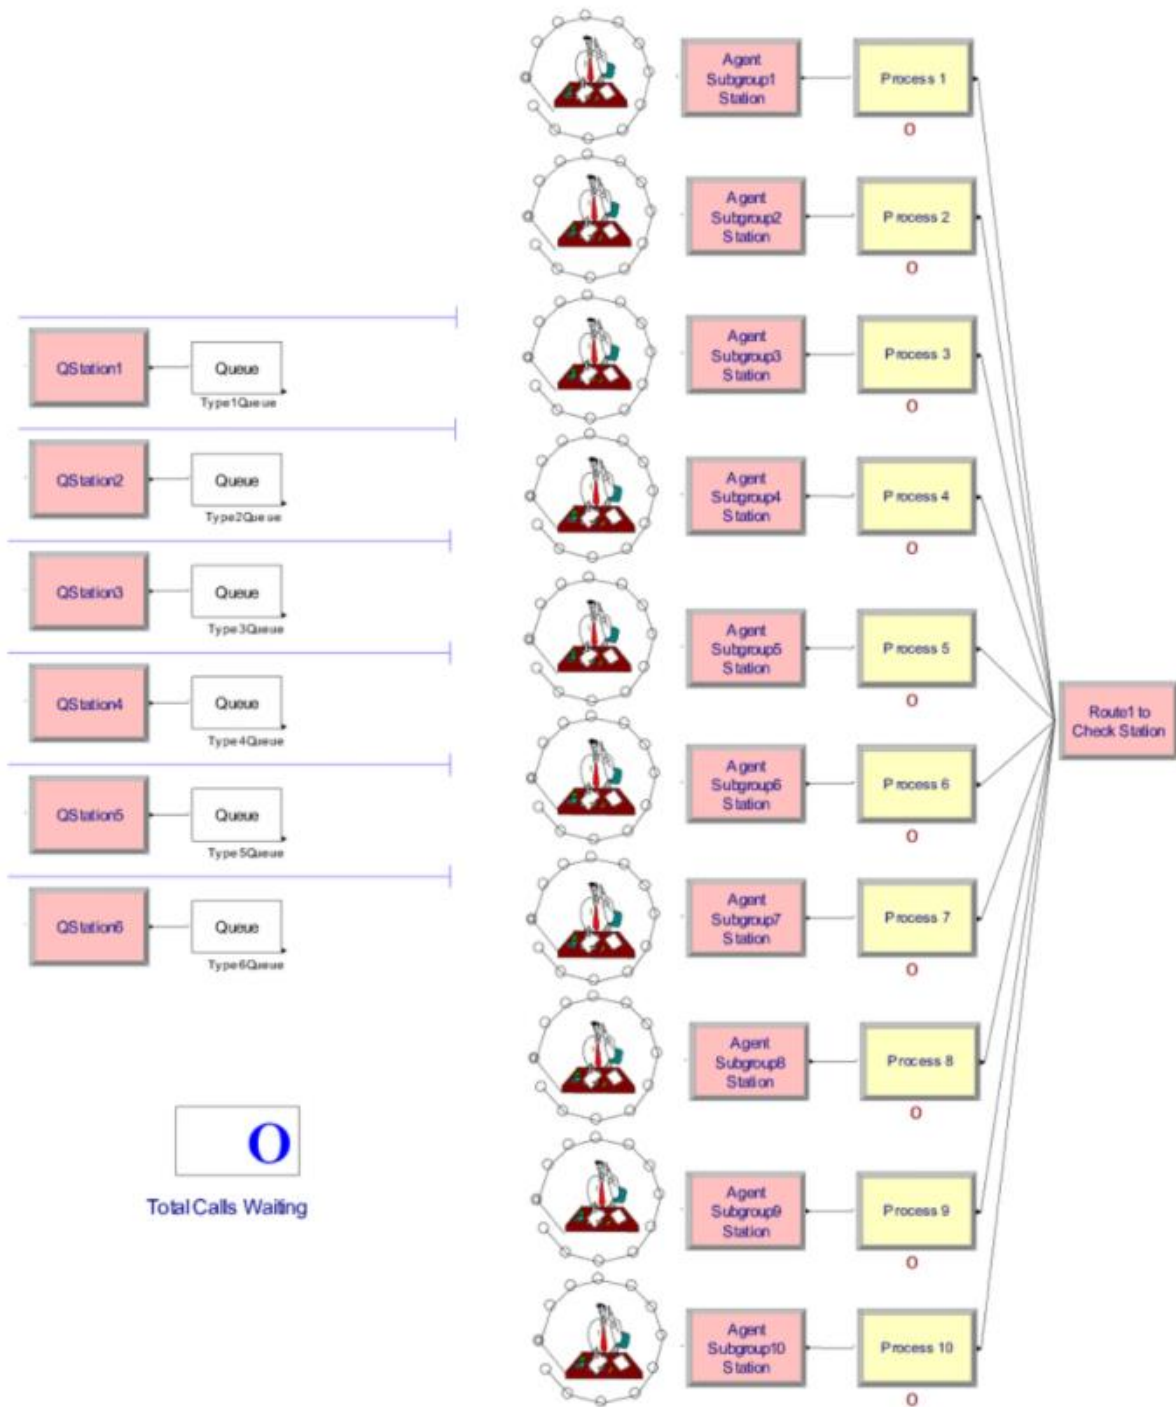 QStation1
Queue
Type1Queue
QStation2
Queue
Type2Queue
QStation3
Queue
Type3Queue
QStation4
Queue
Type4Queue
QStation5
Queue
Type5Queue
QStation6
Queue
Type6Queue
0
Total Calls Waiting
Agent
Subgroup1
Station
Process 1
0
Agent
Subgroup2
Station
Process 2
0
Agent
Subgroup3
Station
Process 3
0
Agent
Subgroup4
Station
Process 4
0
Agent
Subgroup5
Station
Process 5
0
Agent
Subgroup6
Station
Process 6
0
Agent
Subgroup7
Station
Process 7
0
Agent
Subgroup8
Station
Process 8
0
Agent
Subgroup9
Station
Process 9
0
Agent
Subgroup10
Station
Process 10
0
Route1 to
Check Station